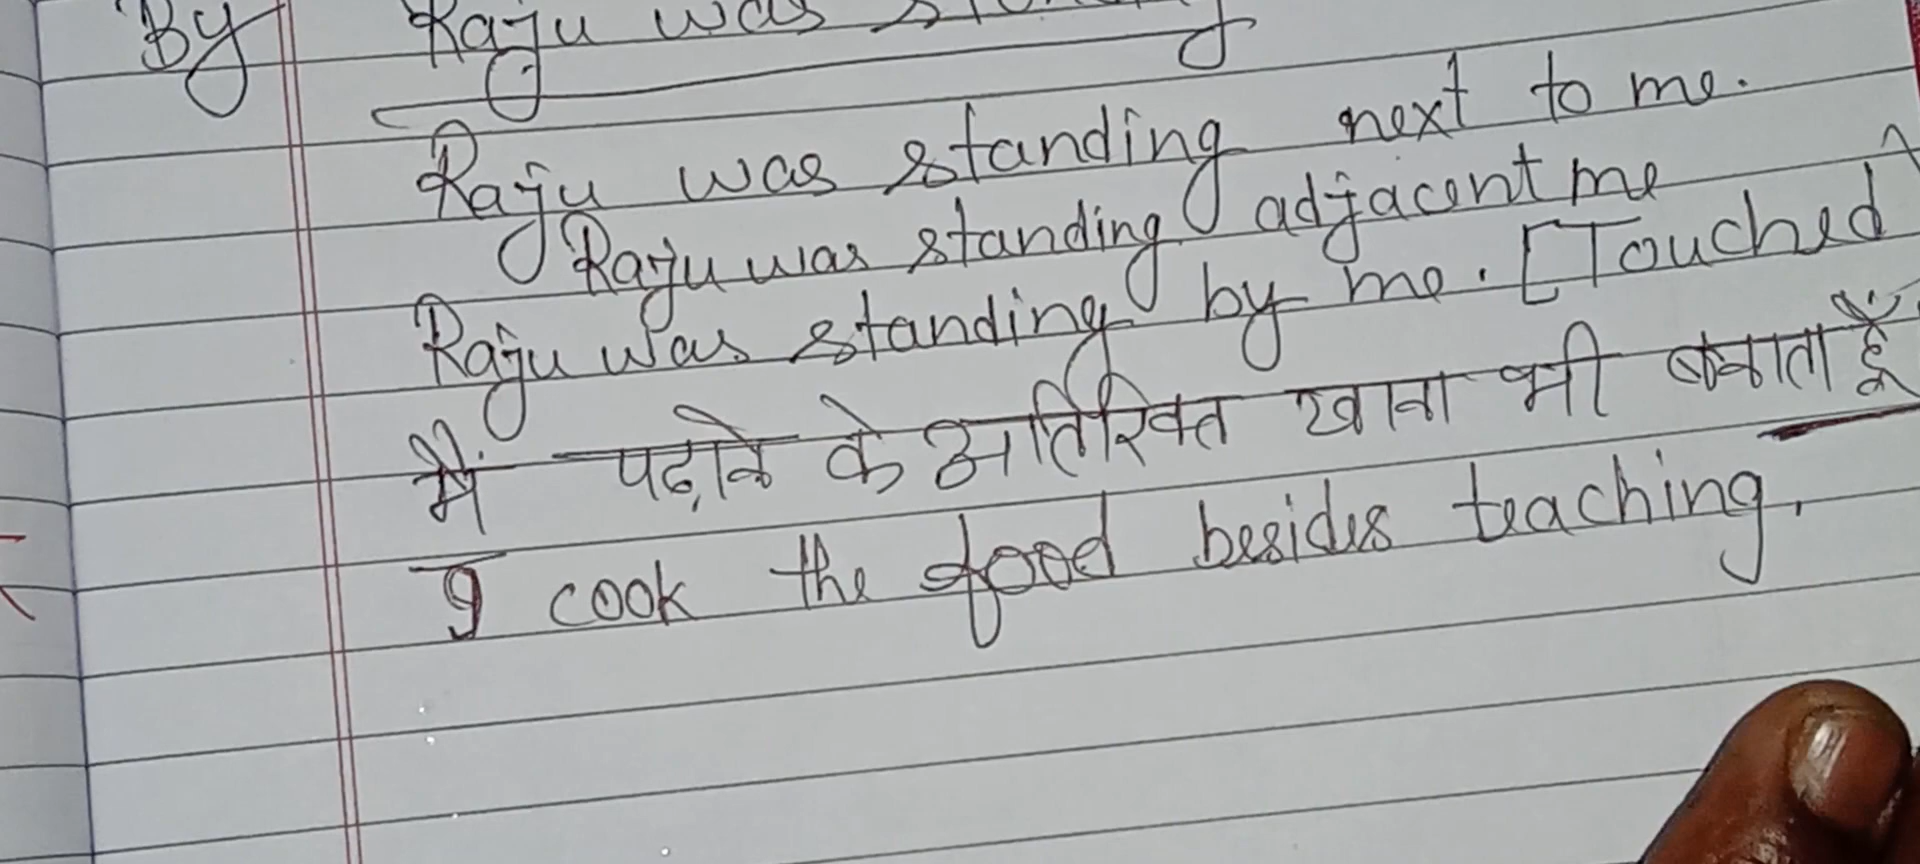 By Raju was standing
Raju was standing next to me.
Raju was standing adjacent me
Raju was standing by me. [Touched
मैं पढ़ाने के अतिरिक्त खाना भी बनाता हूँ
I cook the food besides teaching.